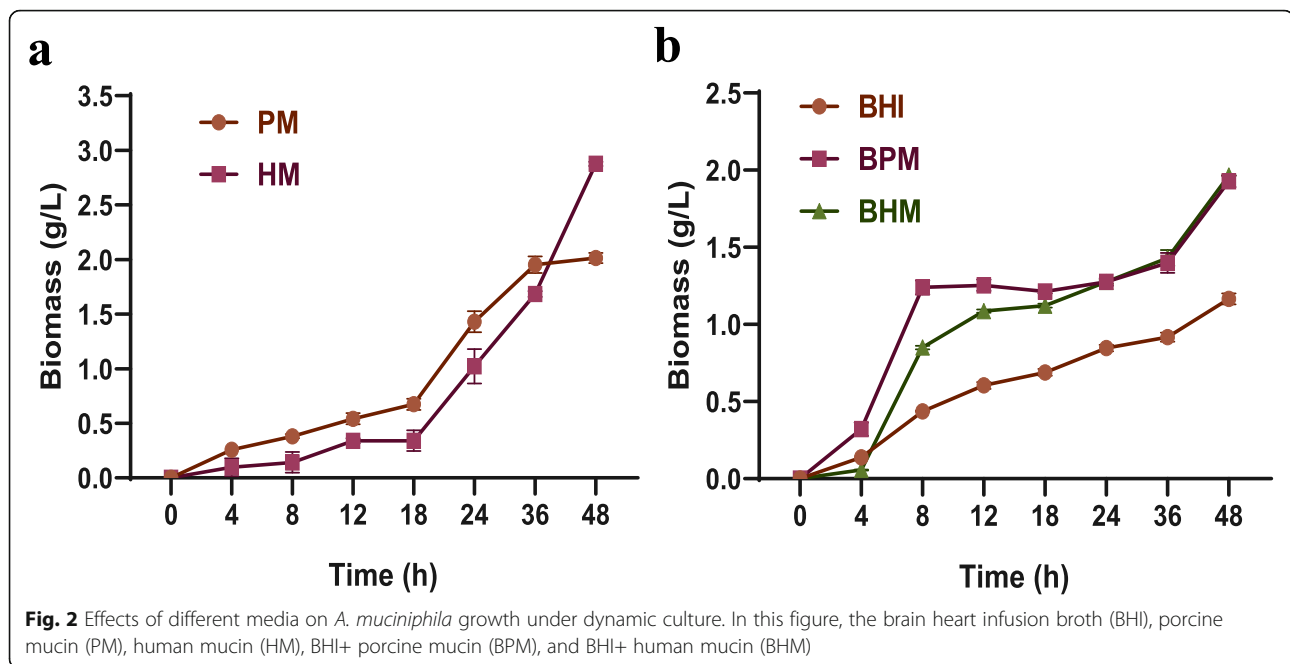 a
3.5
3.0
2.5
2.0
1.5
1.0
0.5
0.0
Biomass (g/L)
PM
HM
0 4 8 12 18 24 36 48
Time (h)
b
2.5
2.0
1.5
1.0
0.5
0.0
Biomass (g/L)
BHI
BPM
BHM
0 4 8 12 18 24 36 48
Time (h)
Fig. 2 Effects of different media on A. muciniphila growth under dynamic culture. In this figure, the brain heart infusion broth (BHI), porcine
mucin (PM), human mucin (HM), BHI+ porcine mucin (BPM), and BHI+ human mucin (BHM)